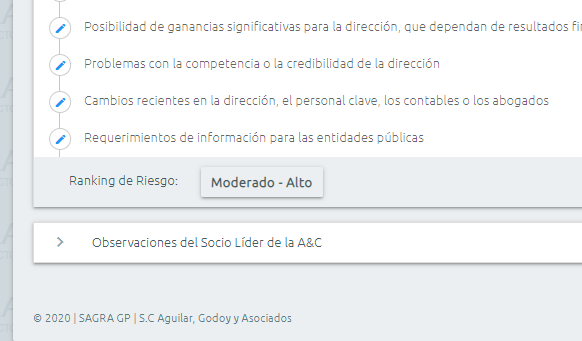 Posibilidad de ganancias significativas para la dirección, que dependan de resultados
Problemas con la competencia o la credibilidad de la dirección
Cambios recientes en la dirección, el personal clave, los contables o los abogados
Requerimientos de información para las entidades públicas
Ranking de Riesgo: Moderado - Alto
Observaciones del Socio Líder de la A&C
© 2020 | SAGRA GP | S.C Aguilar, Godoy y Asociados